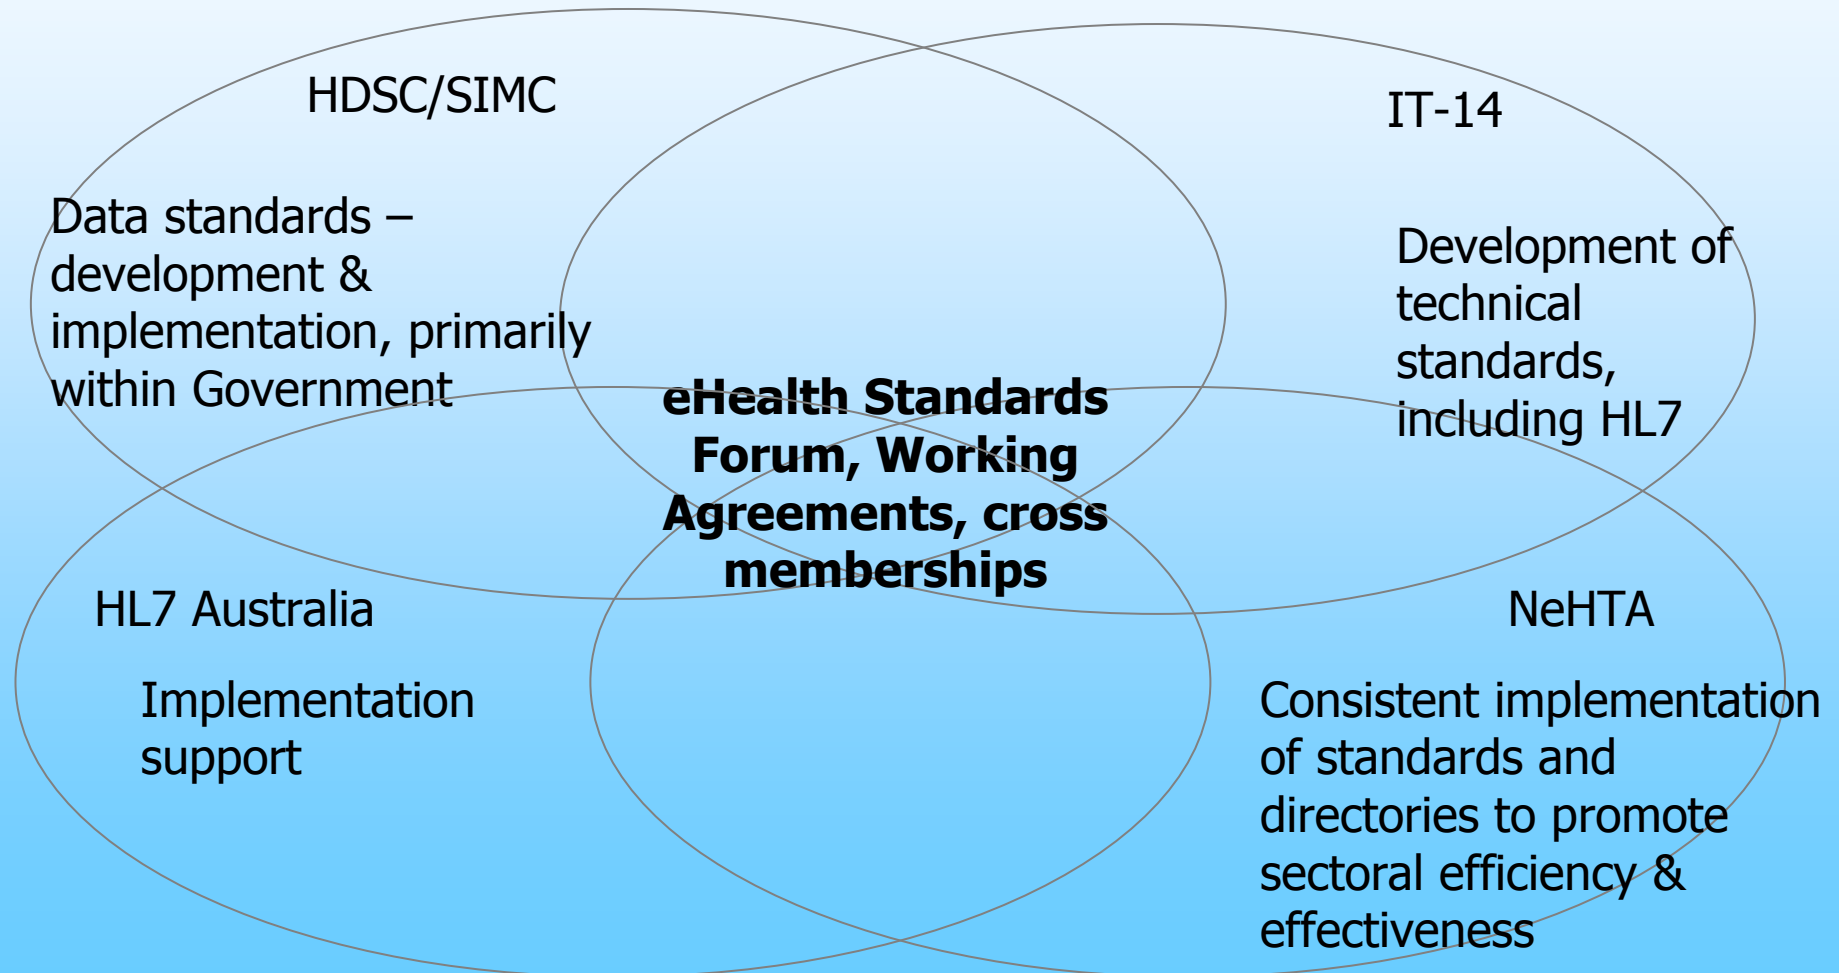 HDSC/SIMC
Data standards –
development &
implementation, primarily
within Government
IT-14
Development of
technical
standards,
including HL7
eHealth Standards
Forum, Working
Agreements, cross
memberships
HL7 Australia
Implementation
support
NeHTA
Consistent implementation
of standards and
directories to promote
sectoral efficiency &
effectiveness